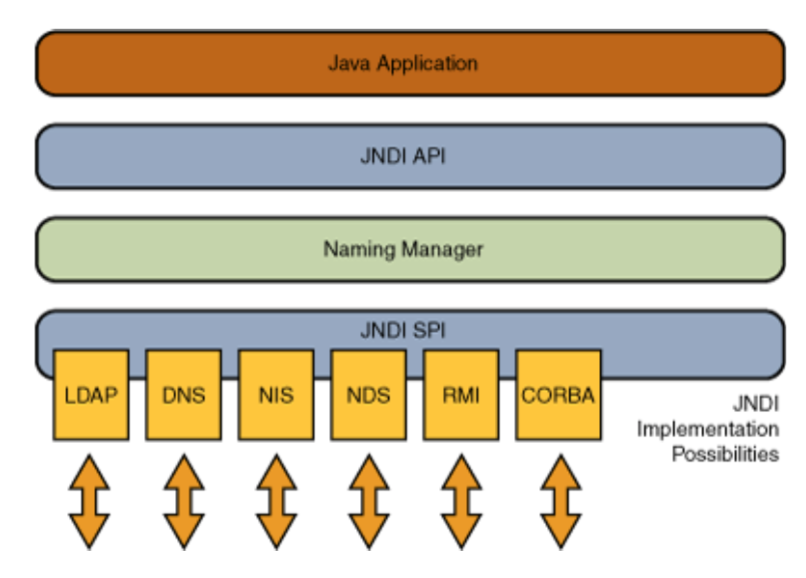 Java Application
JNDI API
Naming Manager
JNDI SPI
LDAP
DNS
NIS
NDS
RMI
CORBA
JNDI
Implementation
Possibilities